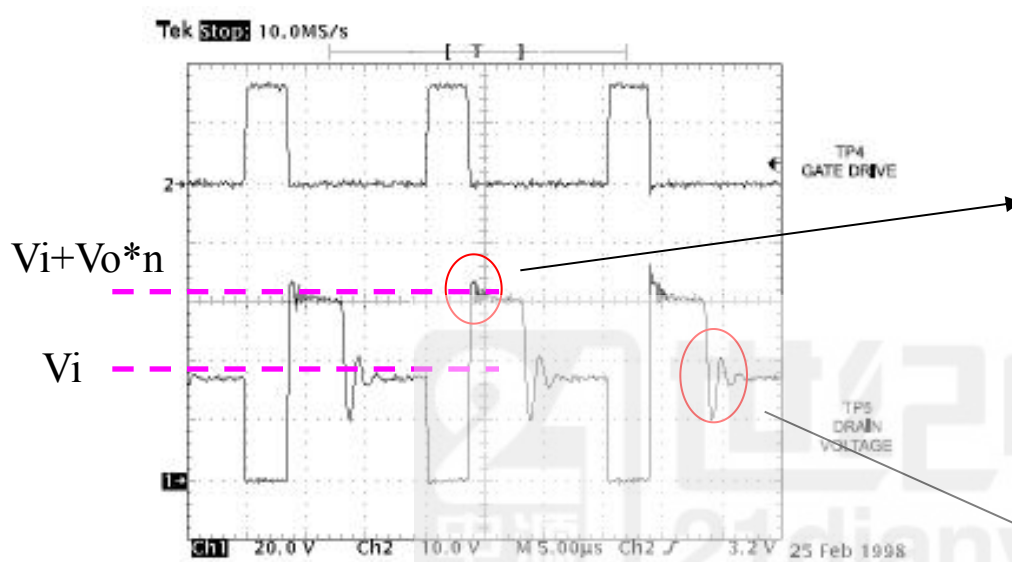 Tek Stop: 10.0MS/s
[ T ]
TP4
GATE DRIVE
2→
Vi+Vo*n
Vi
TP5
DRAIN
VOLTAGE
1→
Ch1 20.0 V Ch2 10.0 V M 5.00µs Ch2 3.2 V 25 Feb 1998
21diany